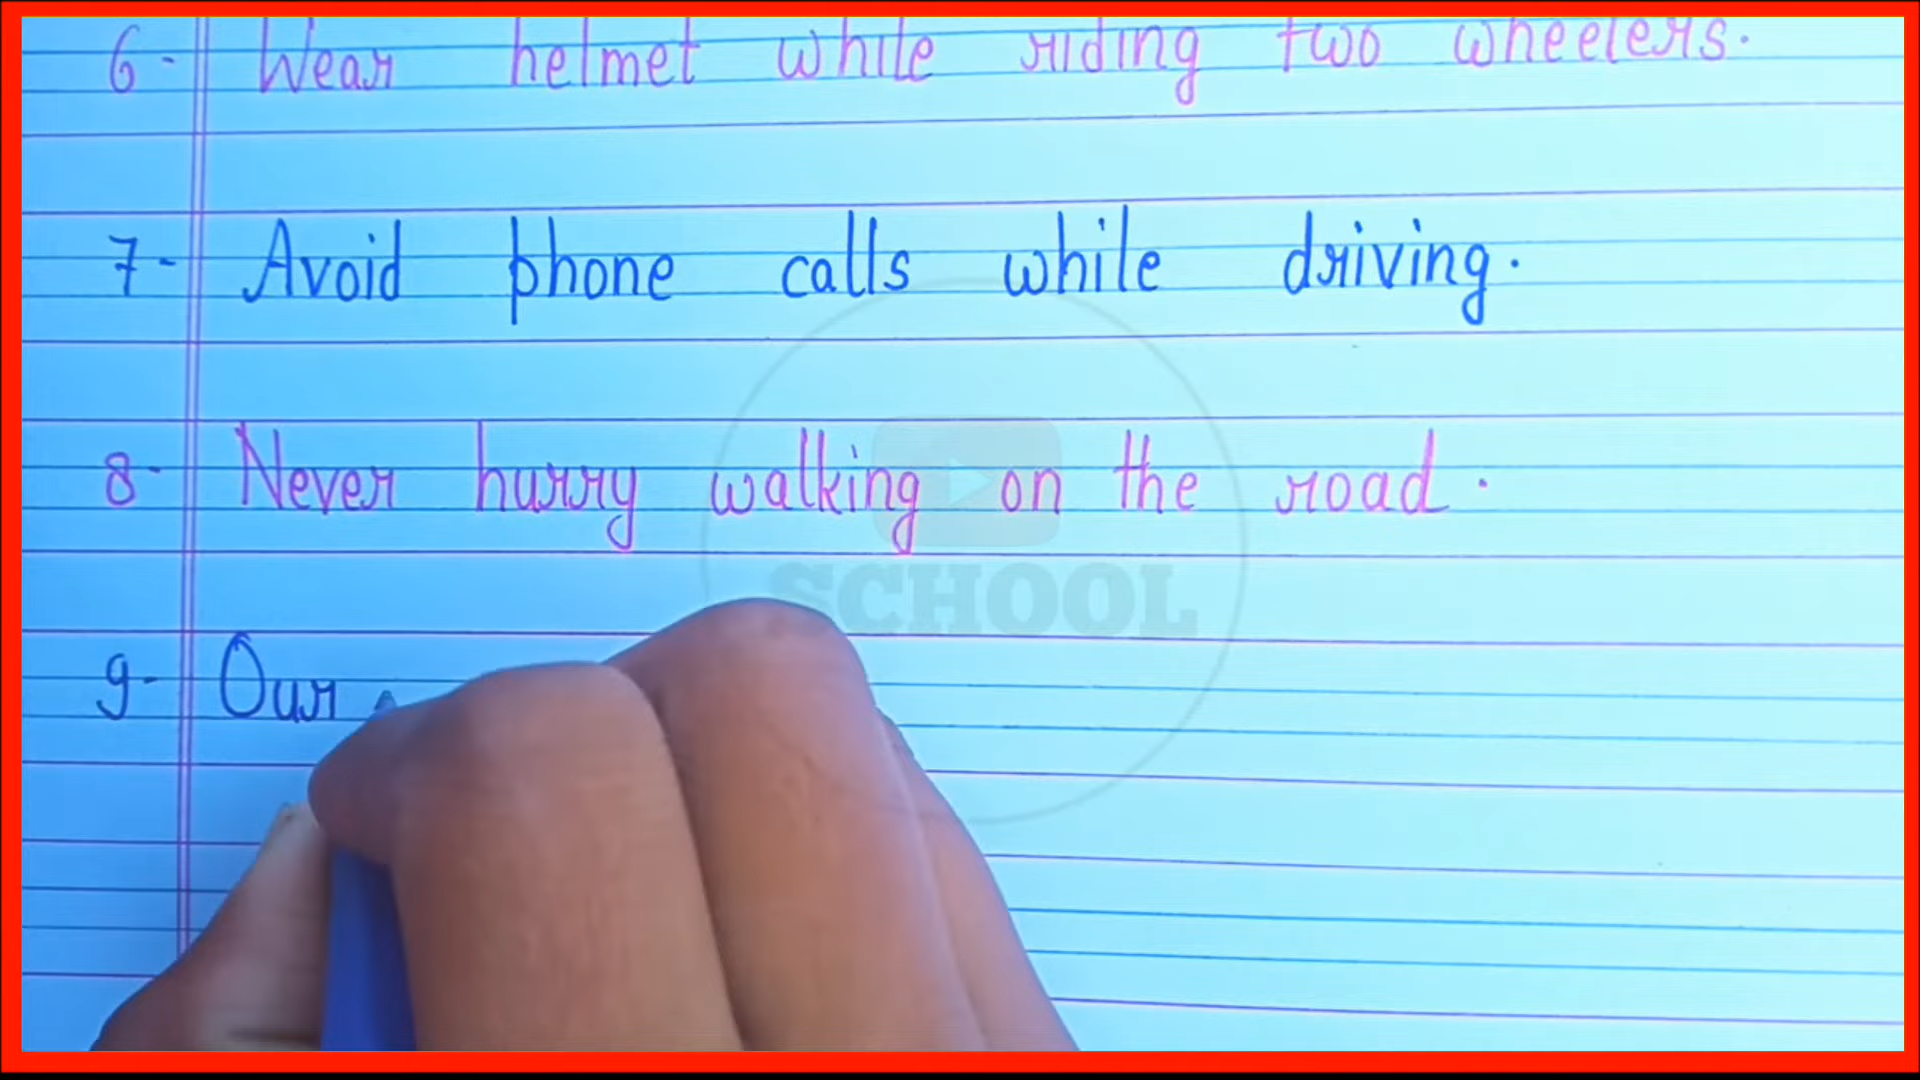 6- Wear helmet while riding two wheelers.
7- Avoid phone calls while driving.
8- Never hurry walking on the road.
SCHOOL
9- Our